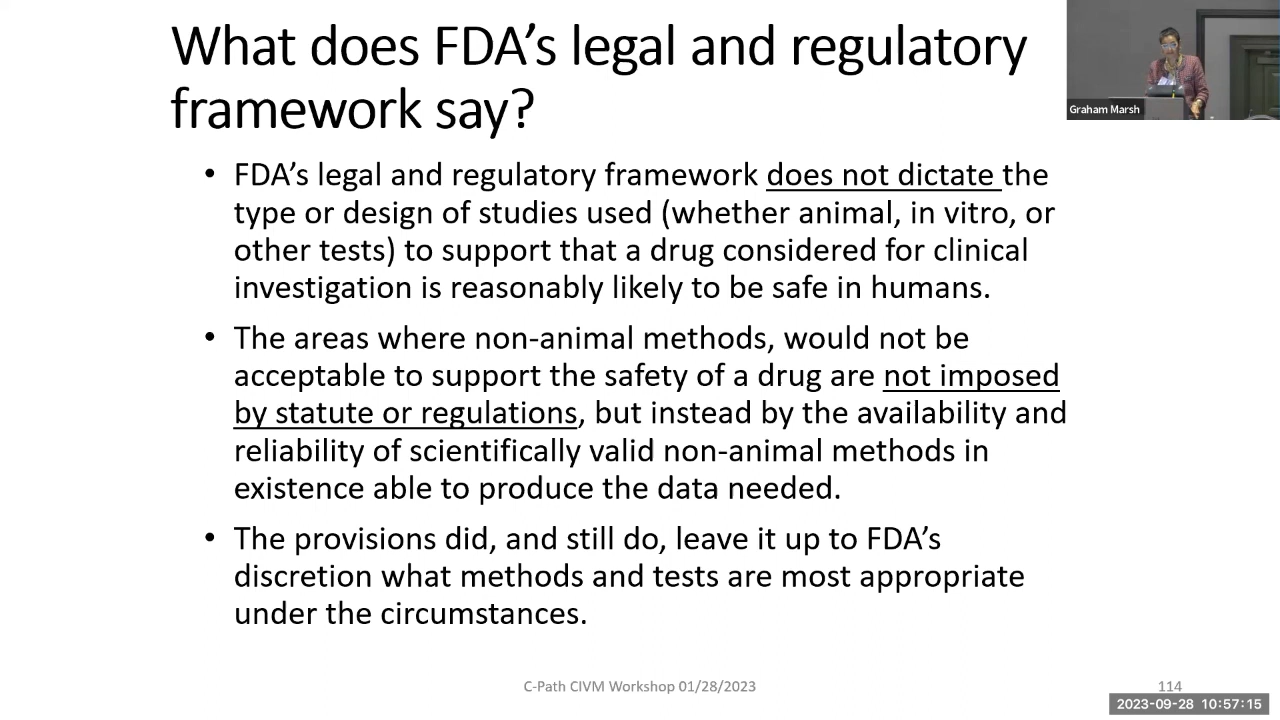 What does FDA's legal and regulatory
framework say?
Graham Marsh
• FDA's legal and regulatory framework does not dictate the
type or design of studies used (whether animal, in vitro, or
other tests) to support that a drug considered for clinical
investigation is reasonably likely to be safe in humans.
• The areas where non-animal methods, would not be
acceptable to support the safety of a drug are not imposed
by statute or regulations, but instead by the availability and
reliability of scientifically valid non-animal methods in
existence able to produce the data needed.
• The provisions did, and still do, leave it up to FDA's
discretion what methods and tests are most appropriate
under the circumstances.
C-Path CIVM Workshop 01/28/2023
114
2023-09-28 10:57:15